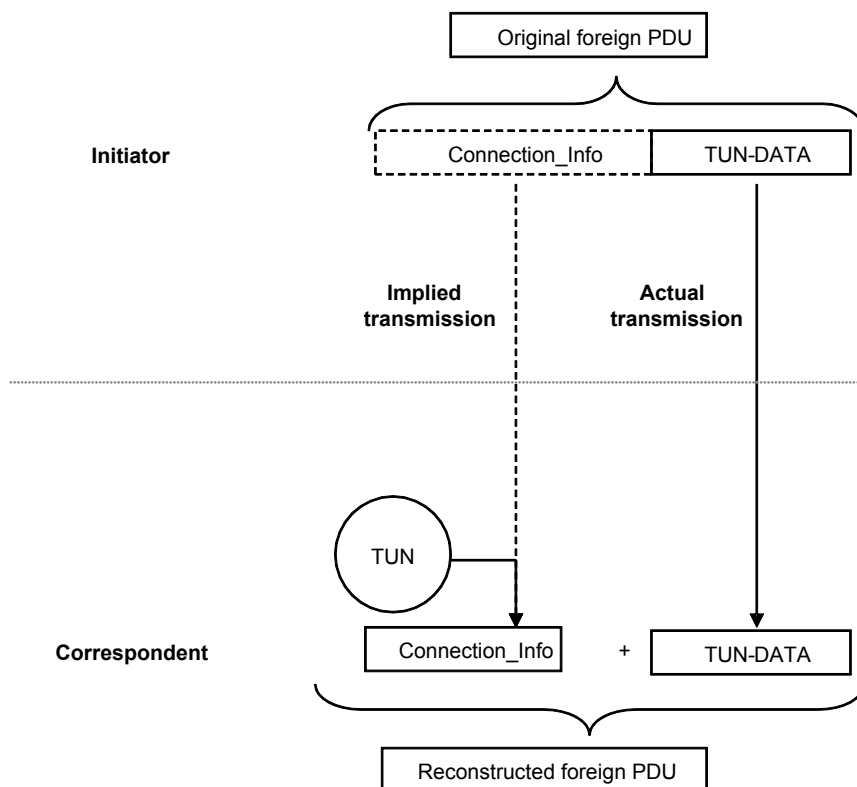 Original foreign PDU
Initiator
Connection_Info
TUN-DATA
Implied
transmission
Actual
transmission
TUN
Correspondent
Connection_Info
+
TUN-DATA
Reconstructed foreign PDU